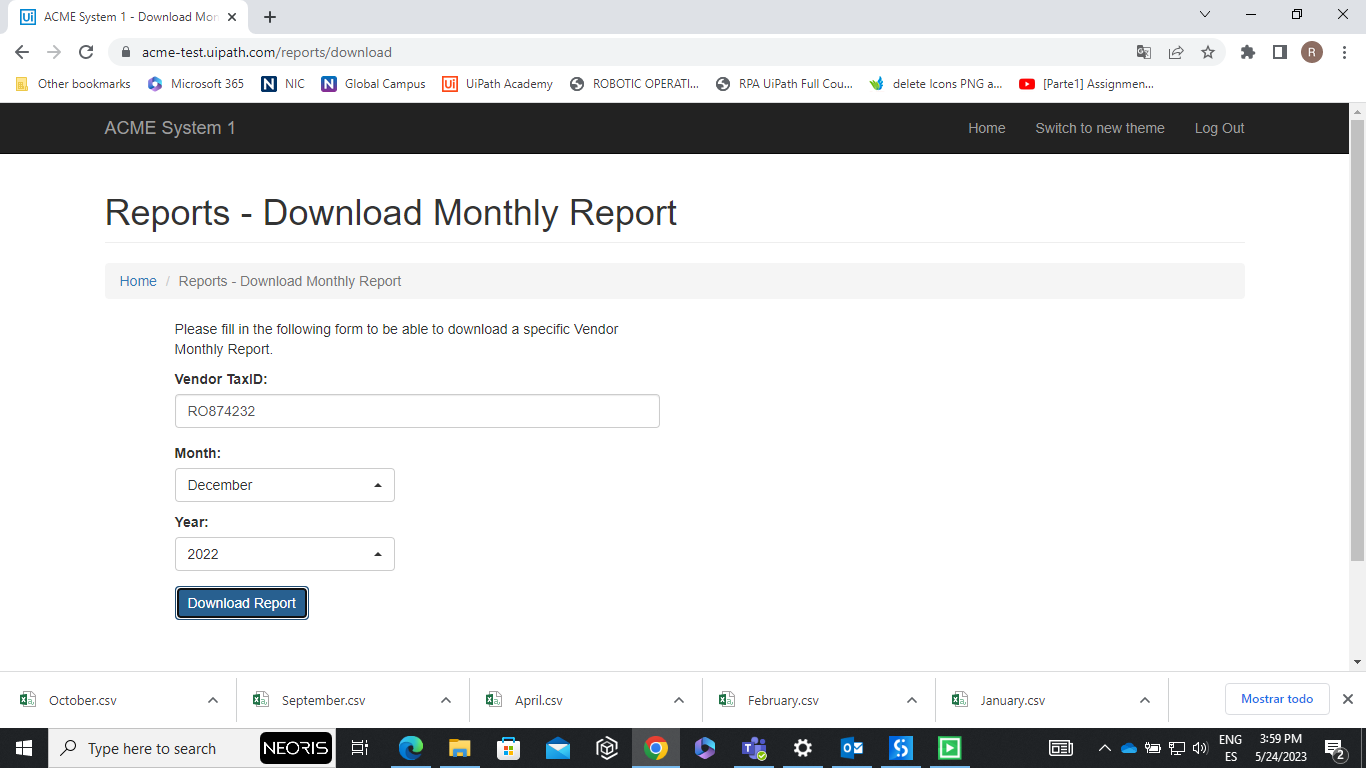 Ui ACME System 1 - Download Mon
acme-test.uipath.com/reports/download
R
Other bookmarks
Microsoft 365
N NIC
N Global Campus
Ui UiPath Academy
ROBOTIC OPERATI...
RPA UiPath Full Cou...
delete Icons PNG a...
[Parte1] Assignmen...
ACME System 1
Home
Switch to new theme
Log Out
Reports - Download Monthly Report
Home / Reports - Download Monthly Report
Please fill in the following form to be able to download a specific Vendor
Monthly Report.
Vendor TaxID:
RO874232
Month:
December
Year:
2022
Download Report
October.csv
September.csv
April.csv
February.csv
January.csv
Mostrar todo
Type here to search
NEORIS
ENG
ES
3:59 PM
5/24/2023
2